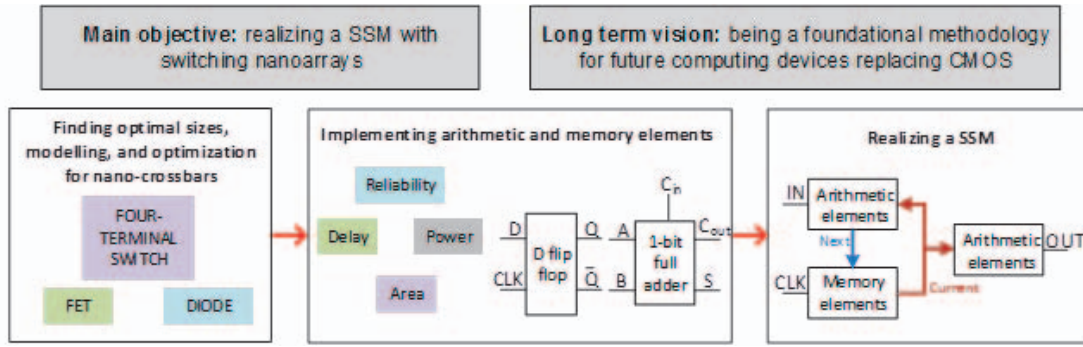 Main objective: realizing a SSM with
switching nanoarrays
Long term vision: being a foundational methodology
for future computing devices replacing CMOS
Finding optimal sizes,
modelling, and optimization
for nano-crossbars
FOUR-
TERMINAL
SWITCH
FET
DIODE
Implementing arithmetic and memory elements
Reliability
Delay
Power
Area
D
CLK
D flip
flop
Q
Q̅
A
B
Cin
1-bit
full
adder
Cout
S
Realizing a SSM
IN
Arithmetic
elements
Next
CLK
Memory
elements
Current
Arithmetic
elements
OUT